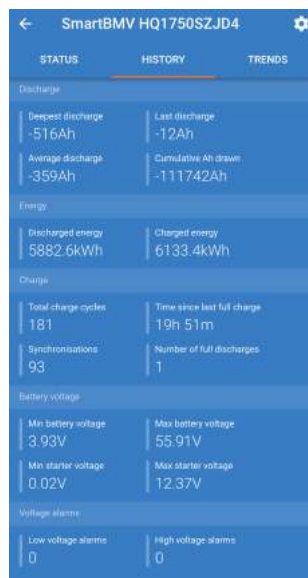 SmartBMV HQ1750SZJD4
STATUS HISTORY TRENDS
Discharge
Deepest discharge Last discharge
-516Ah -12Ah
Average discharge Cumulative Ah drawn
-359Ah -111742Ah
Energy
Discharged energy Charged energy
5882.6kWh 6133.4kWh
Charge
Total charge cycles Time since last full charge
181 19h 51m
Synchronisations Number of full discharges
93 1
Battery voltage
Min battery voltage Max battery voltage
3.93V 55.91V
Min starter voltage Max starter voltage
0.02V 12.37V
Voltage alarms
Low voltage alarms High voltage alarms
0 0